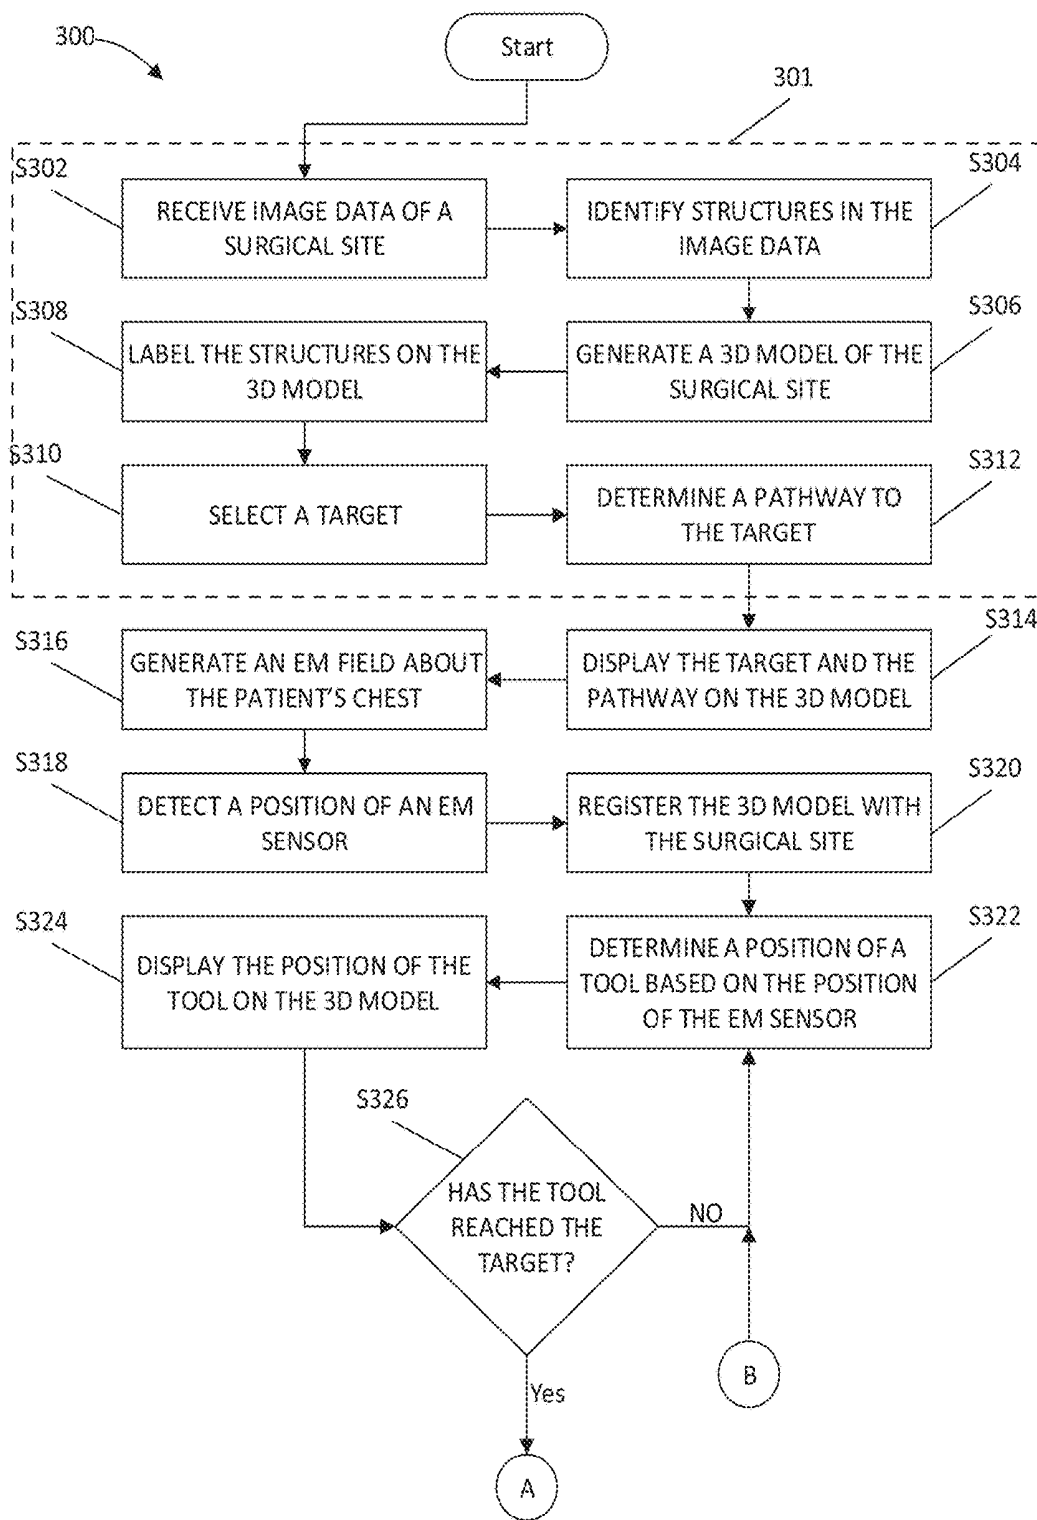 300
Start
301
S302
RECEIVE IMAGE DATA OF A
SURGICAL SITE
S304
IDENTIFY STRUCTURES IN THE
IMAGE DATA
S308
LABEL THE STRUCTURES ON THE
3D MODEL
S306
GENERATE A 3D MODEL OF THE
SURGICAL SITE
S310
SELECT A TARGET
S312
DETERMINE A PATHWAY TO
THE TARGET
S316
GENERATE AN EM FIELD ABOUT
THE PATIENT'S CHEST
S314
DISPLAY THE TARGET AND THE
PATHWAY ON THE 3D MODEL
S318
DETECT A POSITION OF AN EM
SENSOR
S320
REGISTER THE 3D MODEL WITH
THE SURGICAL SITE
S324
DISPLAY THE POSITION OF THE
TOOL ON THE 3D MODEL
S322
DETERMINE A POSITION OF A
TOOL BASED ON THE POSITION
OF THE EM SENSOR
S326
HAS THE TOOL
REACHED THE
TARGET?
NO
B
Yes
A